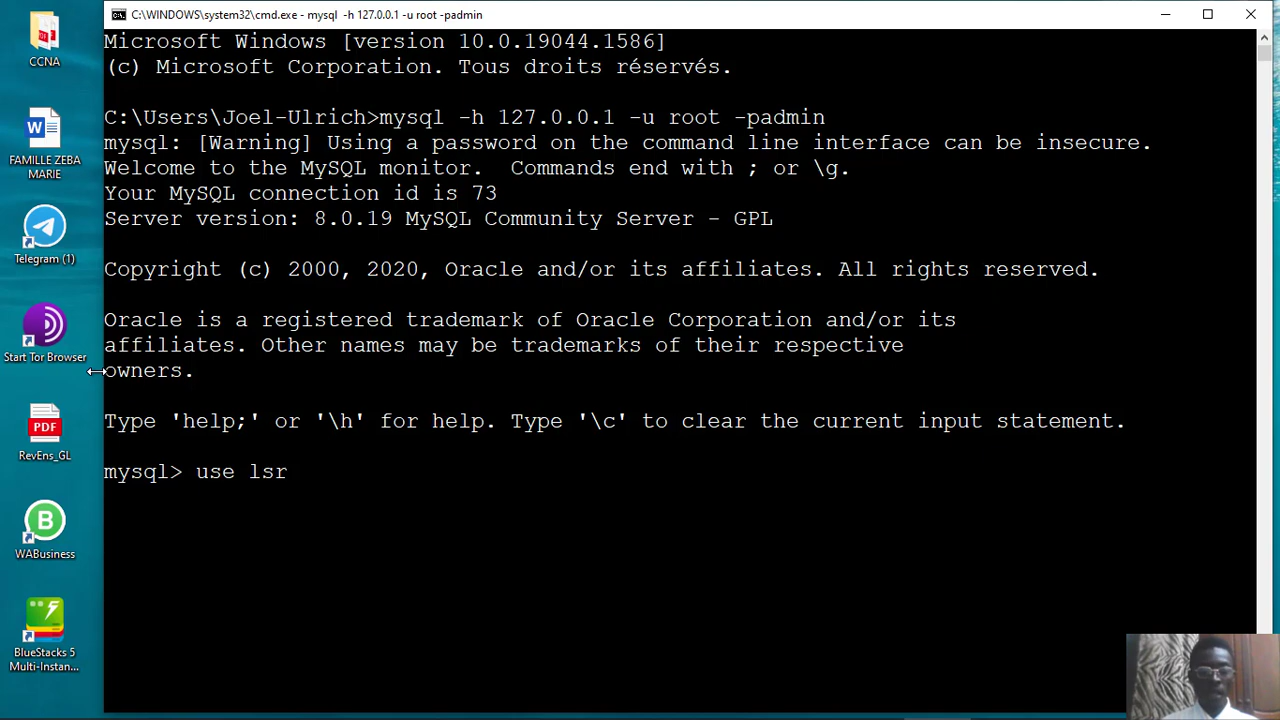 C:\WINDOWS\system32\cmd.exe - mysql -h 127.0.0.1 -u root -padmin
Microsoft Windows [version 10.0.19044.1586]
(c) Microsoft Corporation. Tous droits réservés.
C:\Users\Joel-Ulrich>mysql -h 127.0.0.1 -u root -padmin
mysql: [Warning] Using a password on the command line interface can be insecure.
Welcome to the MySQL monitor.  Commands end with ; or \g.
Your MySQL connection id is 73
Server version: 8.0.19 MySQL Community Server - GPL
Copyright (c) 2000, 2020, Oracle and/or its affiliates. All rights reserved.
Oracle is a registered trademark of Oracle Corporation and/or its
affiliates. Other names may be trademarks of their respective
owners.
Type 'help;' or '\h' for help. Type '\c' to clear the current input statement.
mysql> use lsr
CCNA
FAMILLE ZEBA
MARIE
Telegram (1)
Start Tor Browser
PDF
RevEns_GL
WABusiness
BlueStacks 5
Multi-Instan...